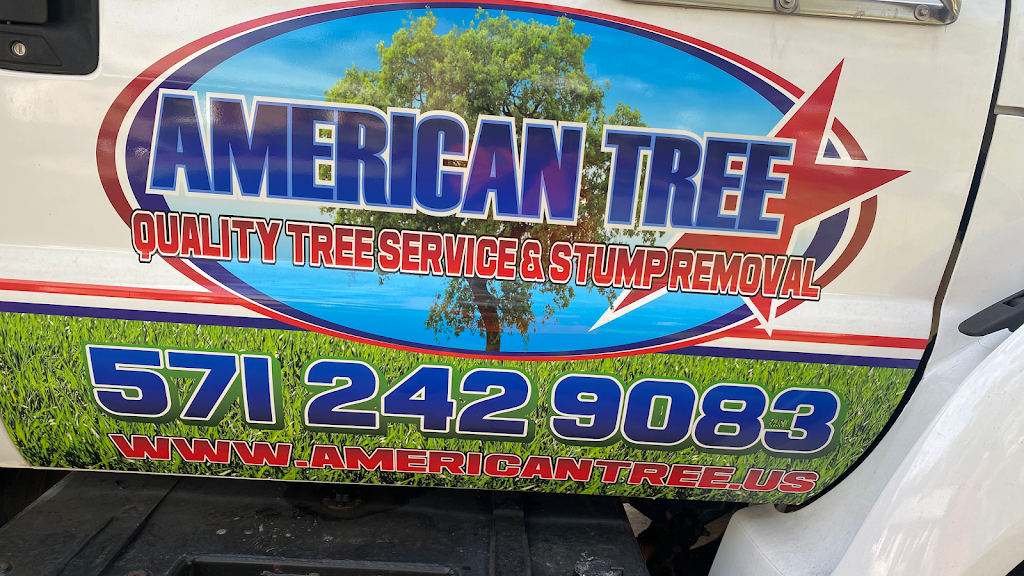 AMERICAN TREE
QUALITY TREE SERVICE & STUMP REMOVAL
571 242 9083
WWW.AMERICANTREE.US